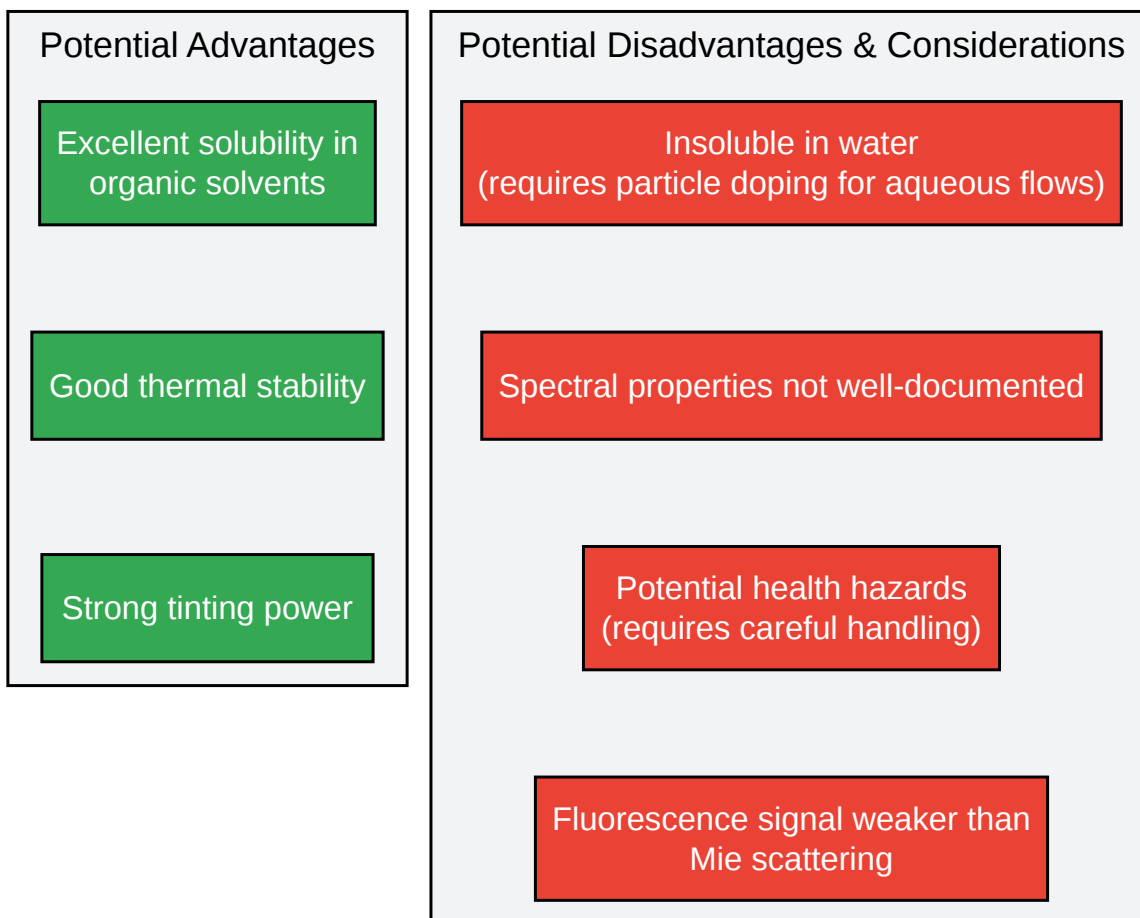 Potential Advantages
Excellent solubility in
organic solvents
Good thermal stability
Strong tinting power
Potential Disadvantages & Considerations
Insoluble in water
(requires particle doping for aqueous flows)
Spectral properties not well-documented
Potential health hazards
(requires careful handling)
Fluorescence signal weaker than
Mie scattering